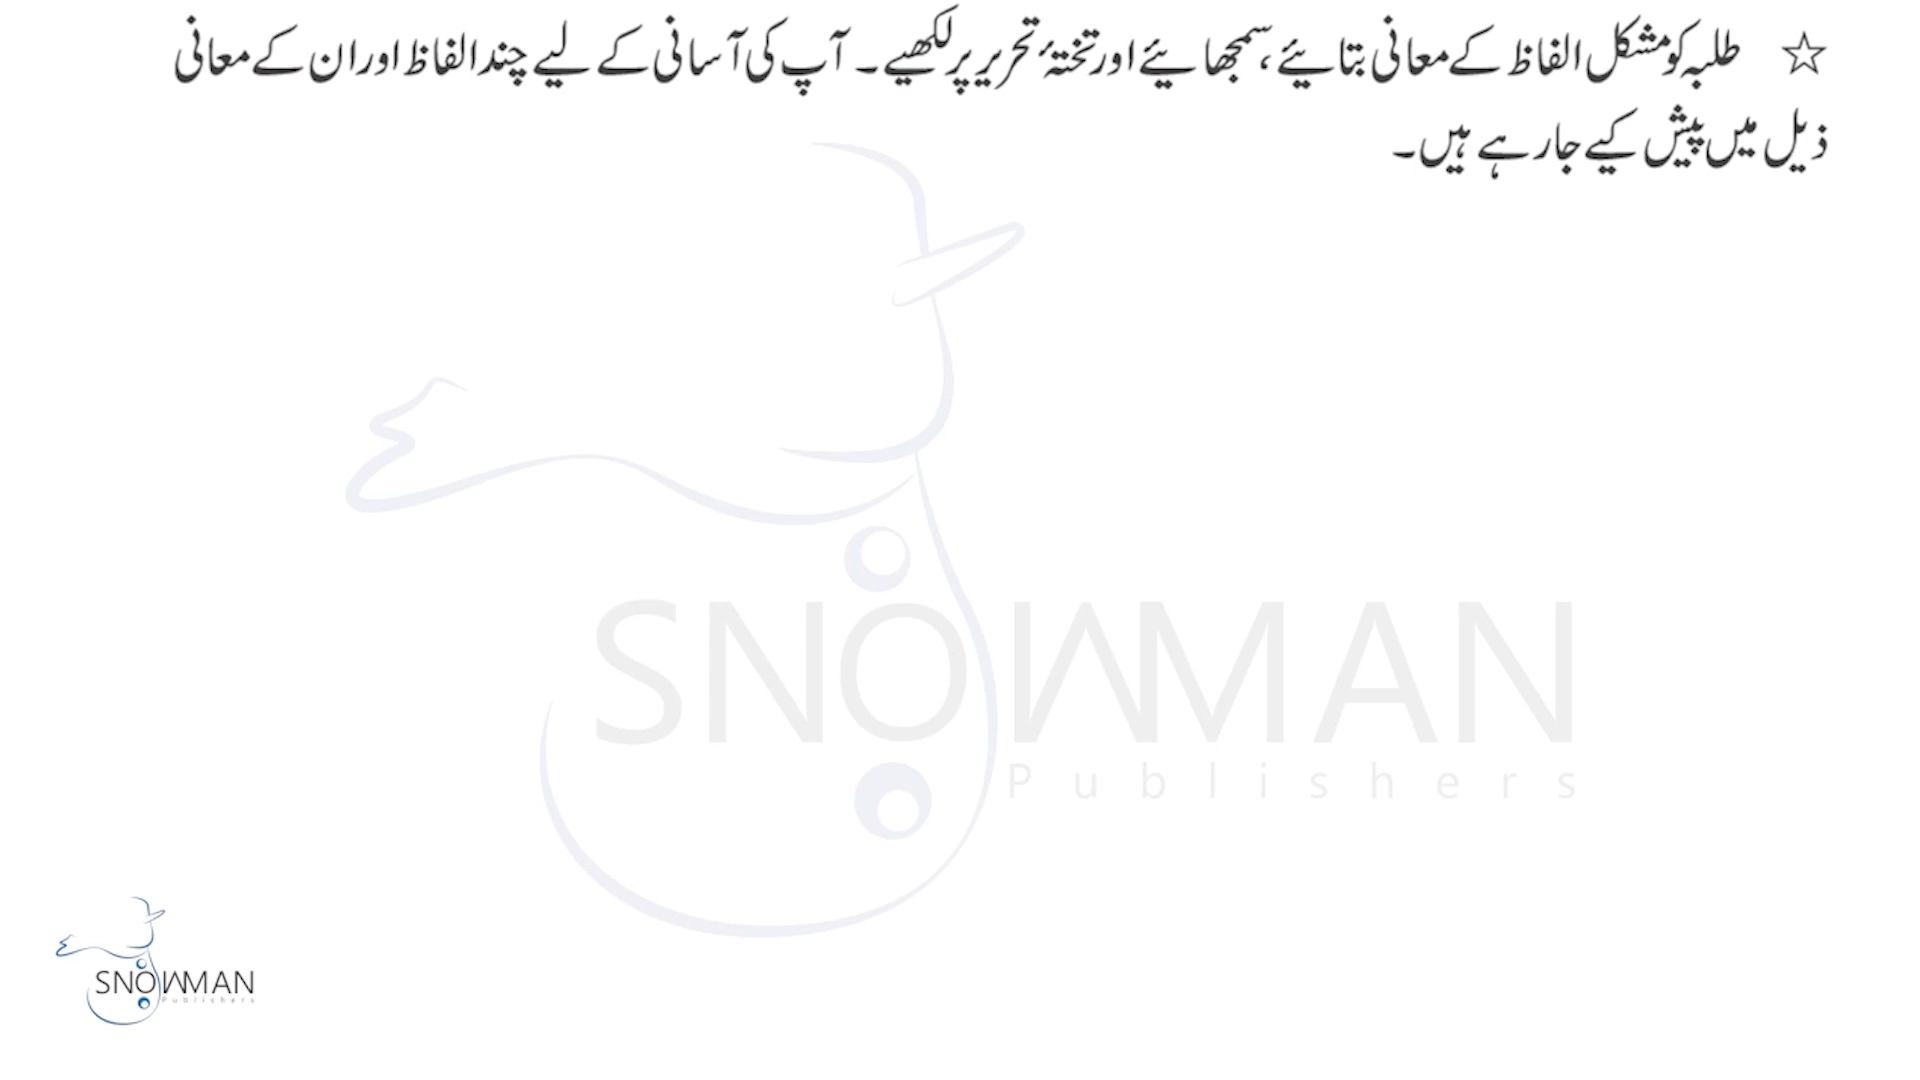 ☆ طلبہ کو مشکل الفاظ کے معانی بتائیے، سمجھائیے اور تختۂ تحریر پر لکھیے۔ آپ کی آسانی کے لیے چند الفاظ اور ان کے معانی
ذیل میں پیش کیے جا رہے ہیں۔
SNOWMAN
Publishers
SNOWMAN
Publishers